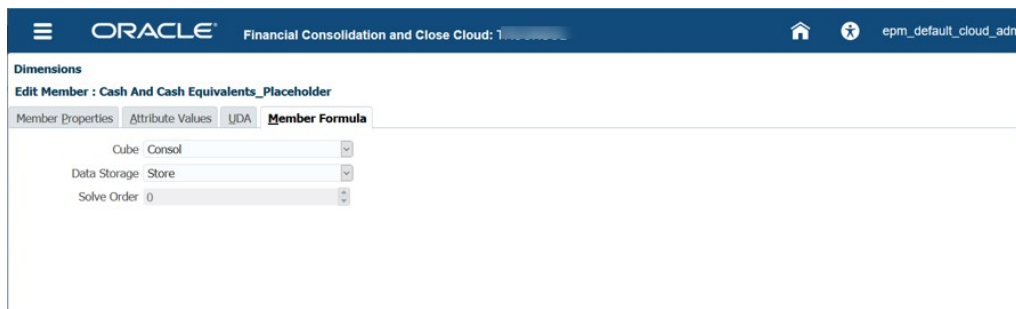 ORACLE® Financial Consolidation and Close Cloud: epm_default_cloud_adn
Dimensions
Edit Member : Cash And Cash Equivalents_Placeholder
Member Properties Attribute Values UDA Member Formula
Cube Consol
Data Storage Store
Solve Order 0